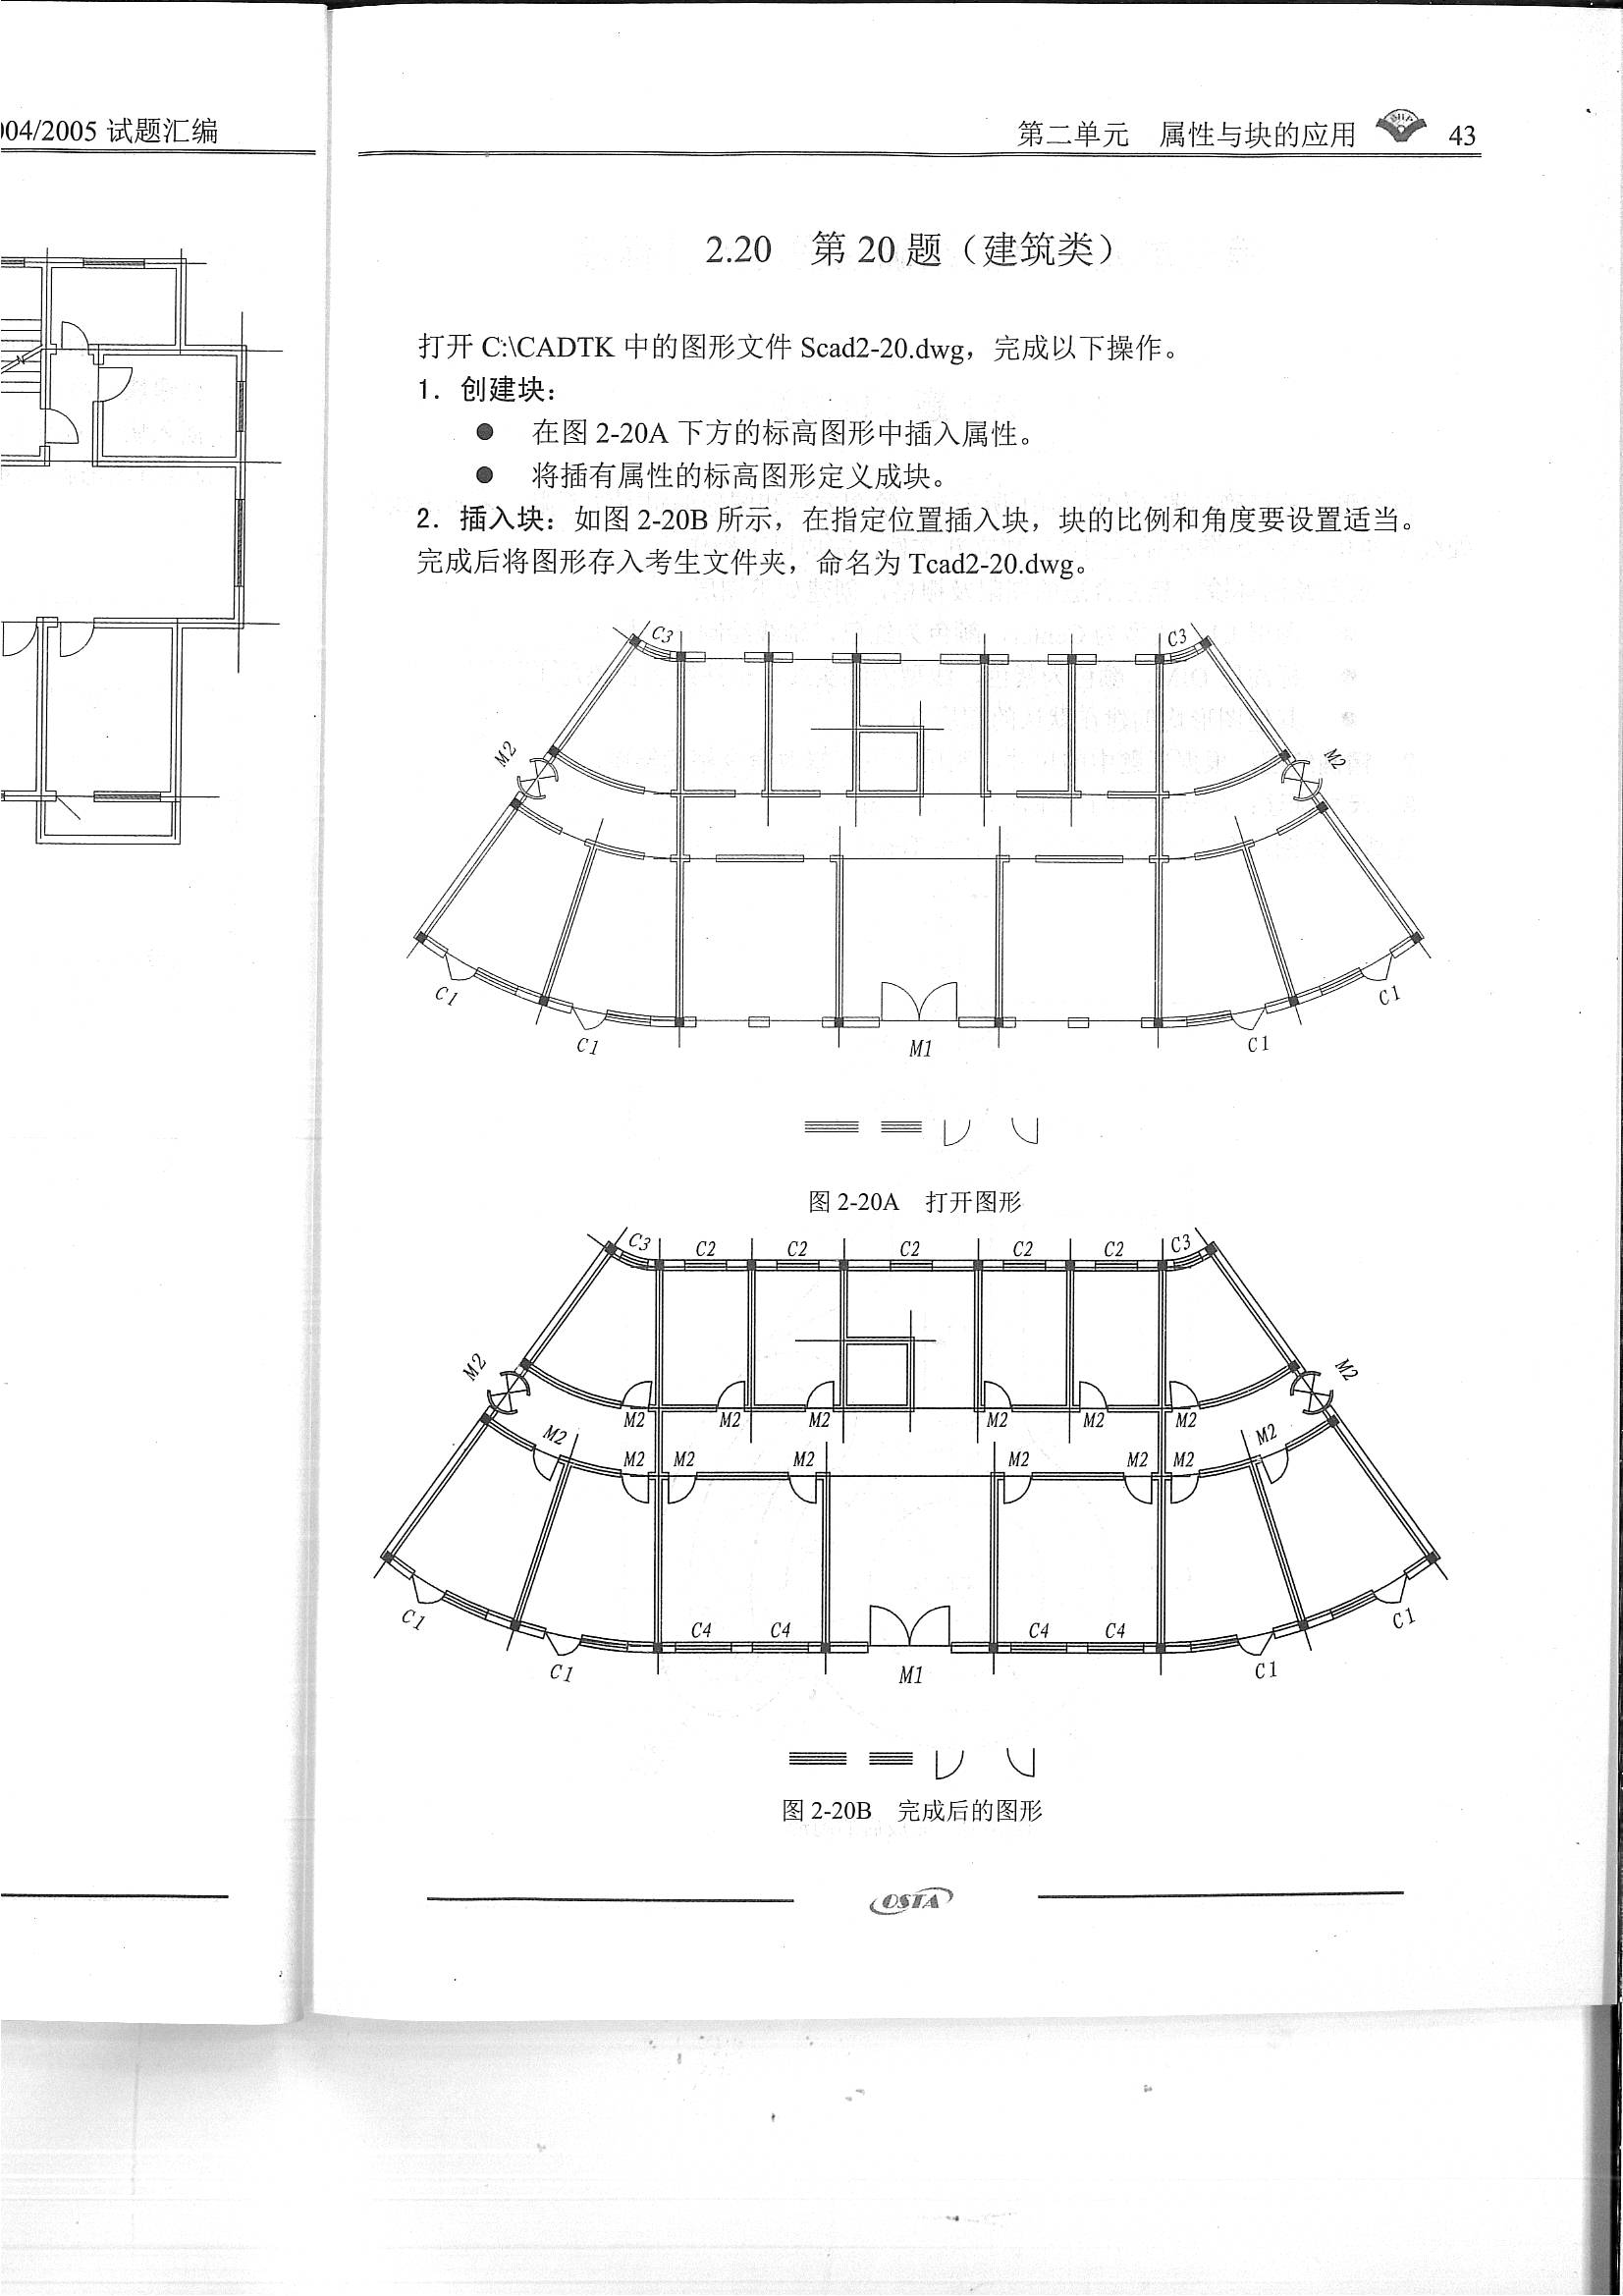 004/2005 试题汇编
第二单元 属性与块的应用 43
2.20 第 20 题（建筑类）
打开 C:\CADTK 中的图形文件 Scad2-20.dwg，完成以下操作。
1．创建块：
● 在图 2-20A 下方的标高图形中插入属性。
● 将插有属性的标高图形定义成块。
2．插入块：如图 2-20B 所示，在指定位置插入块，块的比例和角度要设置适当。
完成后将图形存入考生文件夹，命名为 Tcad2-20.dwg。
C3 C3
M2 M2
C1 C1
C1 M1 C1
图 2-20A 打开图形
C3 C2 C2 C2 C2 C2 C3
M2 M2
M2 M2 M2 M2 M2 M2
M2 M2
M2 M2 M2 M2 M2 M2
C1 C4 C4 C4 C4 C1
C1 M1 C1
图 2-20B 完成后的图形
OSTA